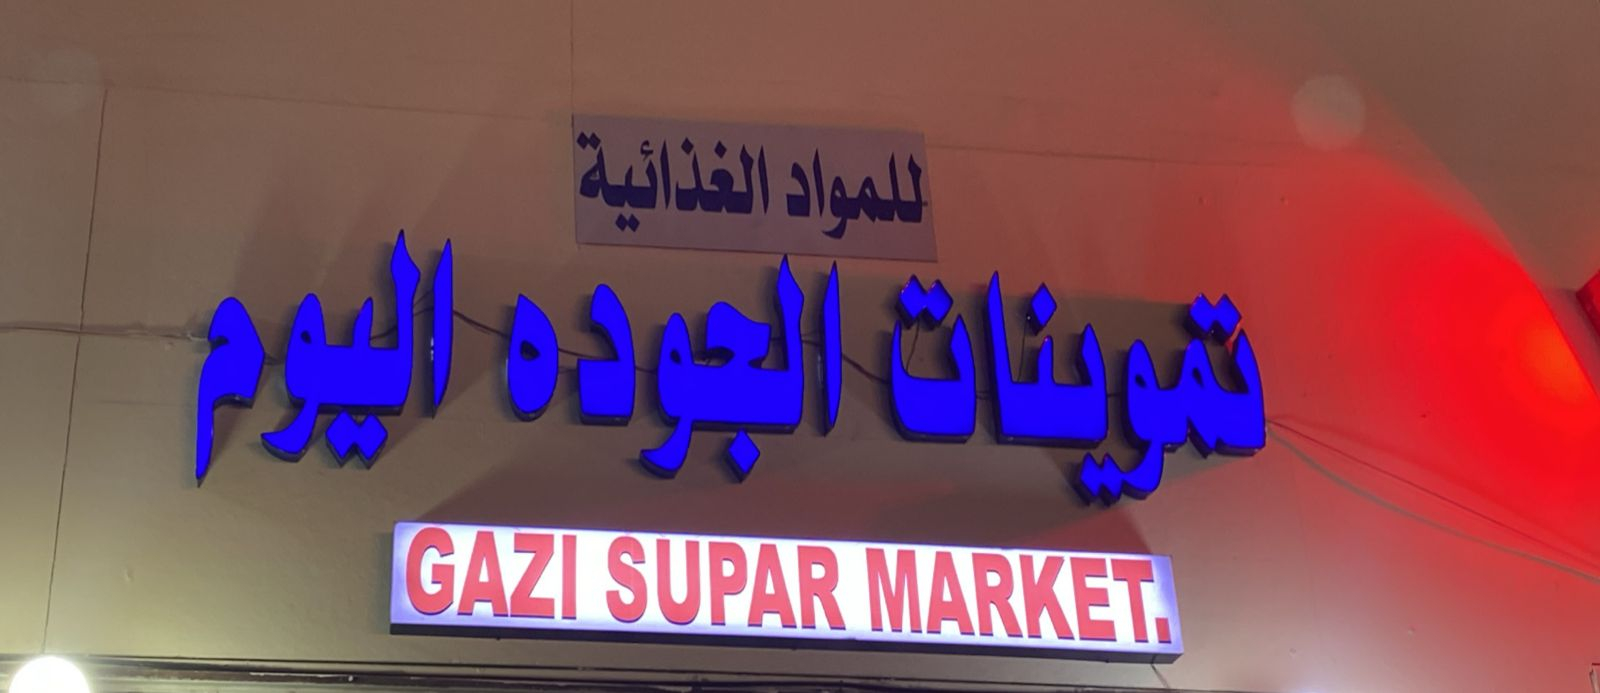 للمواد الغذائية
تموينات الجوده اليوم
GAZI SUPAR MARKET.